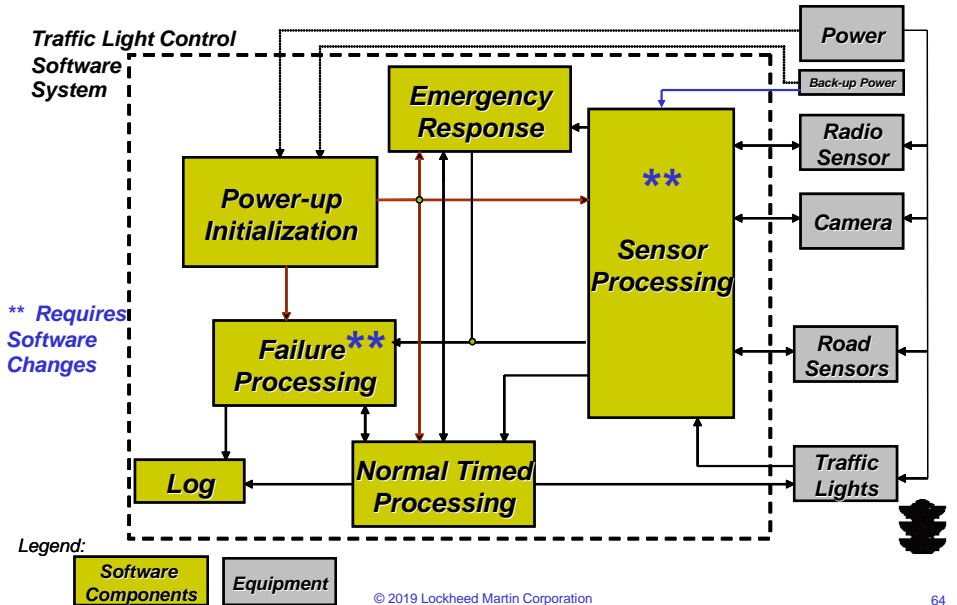 Traffic Light Control
Software
System
Power
Back-up Power
Emergency
Response
Radio
Sensor
**
Power-up
Initialization
Camera
Sensor
Processing
** Requires
Software
Changes
Failure **
Processing
Road
Sensors
Log
Normal Timed
Processing
Traffic
Lights
Legend:
Software
Components
Equipment
© 2019 Lockheed Martin Corporation
64